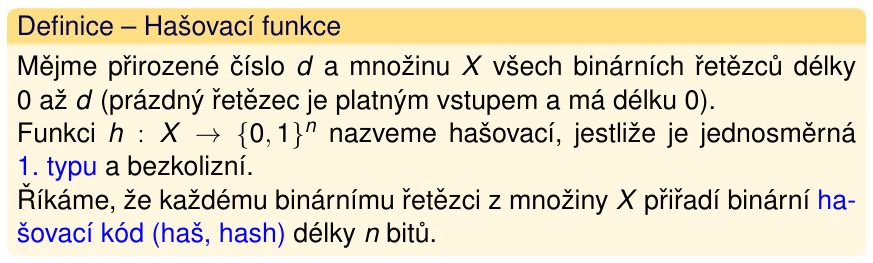 Definice – Hašovací funkce
Mějme přirozené číslo d a množinu X všech binárních řetězců délky
0 až d (prázdný řetězec je platným vstupem a má délku 0).
Funkci h : X → {0, 1}ⁿ nazveme hašovací, jestliže je jednosměrná
1. typu a bezkolizní.
Říkáme, že každému binárnímu řetězci z množiny X přiřadí binární ha-
šovací kód (haš, hash) délky n bitů.